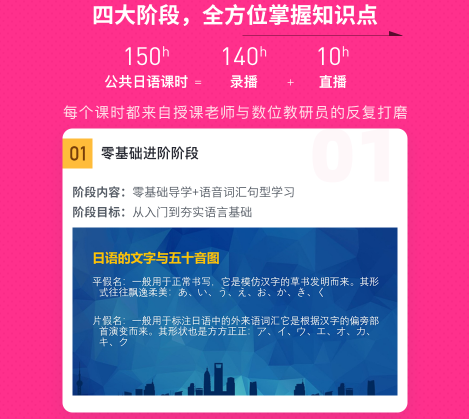 四大阶段，全方位掌握知识点
150h 140h 10h
公共日语课时 = 录播 + 直播
每个课时都来自授课老师与数位教研员的反复打磨
01
01 零基础进阶阶段
阶段内容：零基础导学+语音词汇句型学习
阶段目标：从入门到夯实语言基础
日语的文字与五十音图
平假名：一般用于正常书写，它是模仿汉字的草书发明而来。其形
式往往飘逸柔美：あ、い、う、え、お、か、き、く
片假名：一般用于标注日语中的外来语词汇它是根据汉字的偏旁部
首演变而来。其形状也是方方正正：ア、イ、ウ、エ、オ、カ、
キ、ク